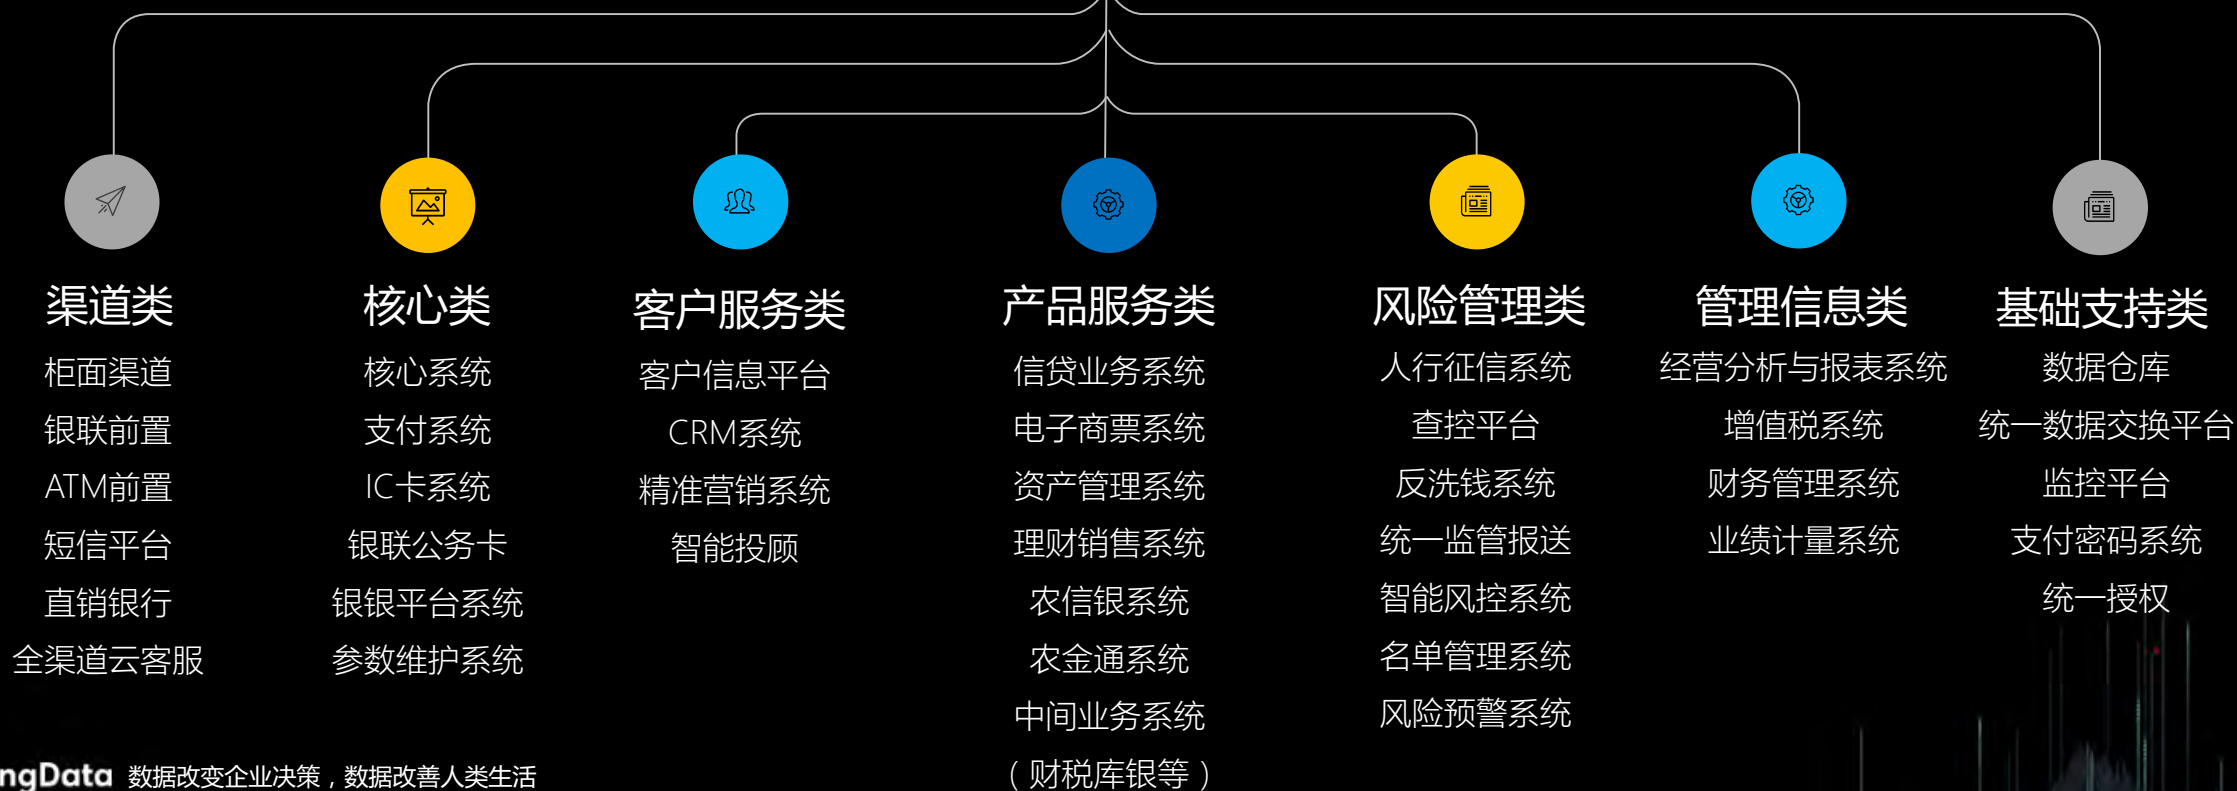 渠道类
柜面渠道
银联前置
ATM前置
短信平台
直销银行
全渠道云客服
核心类
核心系统
支付系统
IC卡系统
银联公务卡
银银平台系统
参数维护系统
客户服务类
客户信息平台
CRM系统
精准营销系统
智能投顾
产品服务类
信贷业务系统
电子商票系统
资产管理系统
理财销售系统
农信银系统
农金通系统
中间业务系统
（财税库银等）
风险管理类
人行征信系统
查控平台
反洗钱系统
统一监管报送
智能风控系统
名单管理系统
风险预警系统
管理信息类
经营分析与报表系统
增值税系统
财务管理系统
业绩计量系统
基础支持类
数据仓库
统一数据交换平台
监控平台
支付密码系统
统一授权
ngData 数据改变企业决策，数据改善人类生活